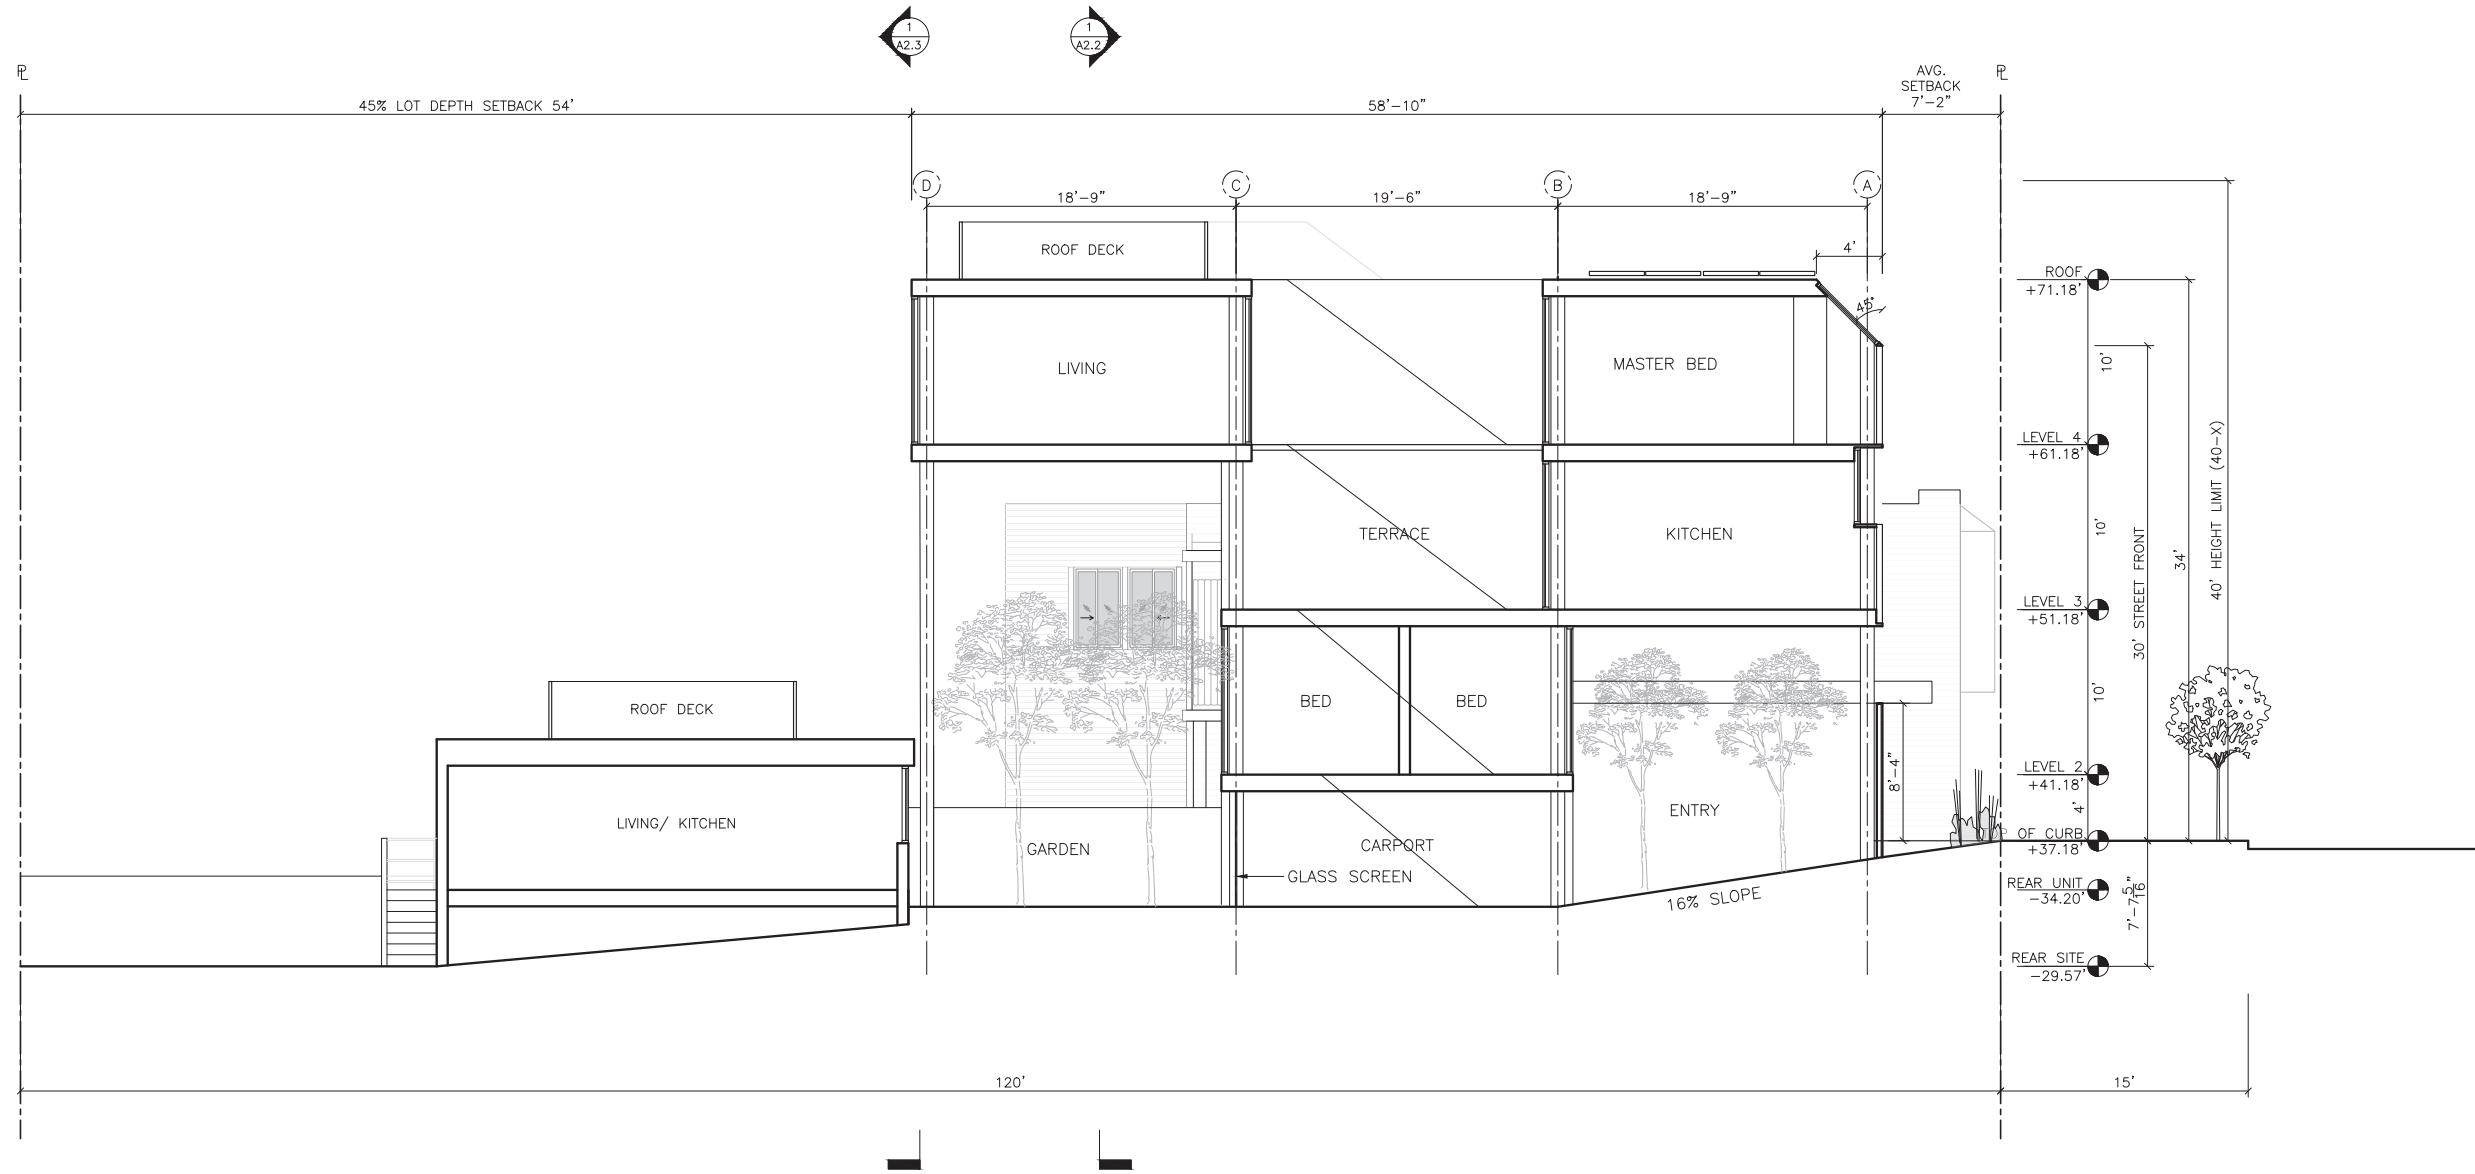 1
A2.3
1
A2.2
PL
AVG.
SETBACK
7'-2"
PL
45% LOT DEPTH SETBACK 54'
58'-10"
D
C
B
A
18'-9"
19'-6"
18'-9"
ROOF DECK
4'
45°
ROOF
+71.18'
LIVING
MASTER BED
10'
40' HEIGHT LIMIT (40-X)
LEVEL 4
+61.18'
TERRACE
KITCHEN
10'
34'
30' STREET FRONT
LEVEL 3
+51.18'
BED
BED
10'
ROOF DECK
LEVEL 2
+41.18'
8'-4"
4'
LIVING/ KITCHEN
ENTRY
GARDEN
CARPORT
OF CURB
+37.18'
GLASS SCREEN
16% SLOPE
REAR UNIT
-34.20'
7'-7 5/16"
REAR SITE
-29.57'
120'
15'